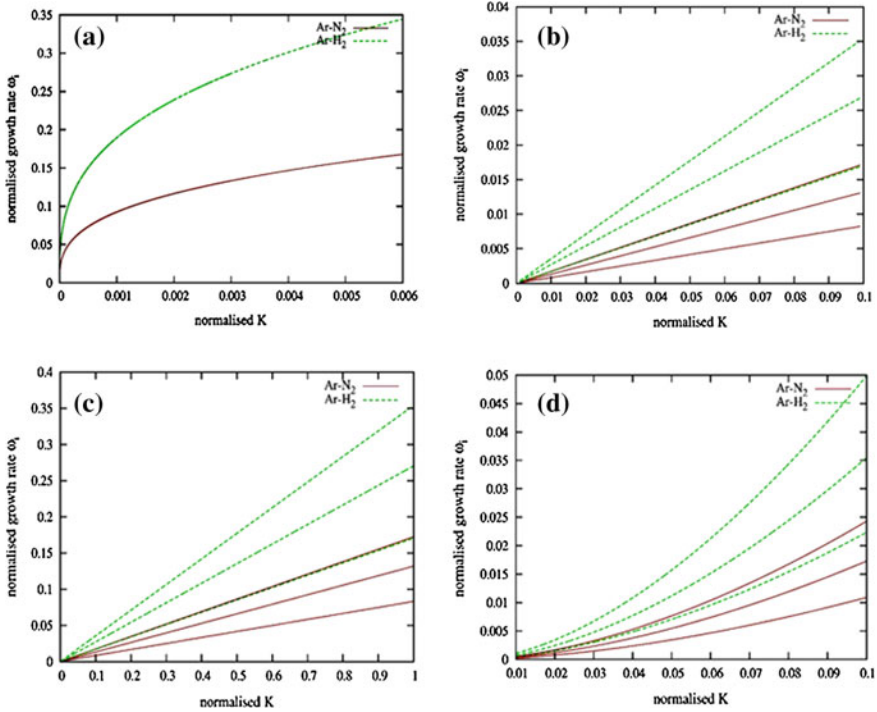 (a)
Ar-N2
Ar-H2
normalised growth rate ωi
0.35
0.3
0.25
0.2
0.15
0.1
0.05
0
0 0.001 0.002 0.003 0.004 0.005 0.006
normalised K
(b)
Ar-N2
Ar-H2
normalised growth rate ωi
0.04
0.035
0.03
0.025
0.02
0.015
0.01
0.005
0
0 0.01 0.02 0.03 0.04 0.05 0.06 0.07 0.08 0.09 0.1
normalised K
(c)
Ar-N2
Ar-H2
normalised growth rate ωi
0.4
0.35
0.3
0.25
0.2
0.15
0.1
0.05
0
0 0.1 0.2 0.3 0.4 0.5 0.6 0.7 0.8 0.9 1
normalised K
(d)
Ar-N2
Ar-H2
normalised growth rate ωi
0.05
0.045
0.04
0.035
0.03
0.025
0.02
0.015
0.01
0.005
0
0.01 0.02 0.03 0.04 0.05 0.06 0.07 0.08 0.09 0.1
normalised K